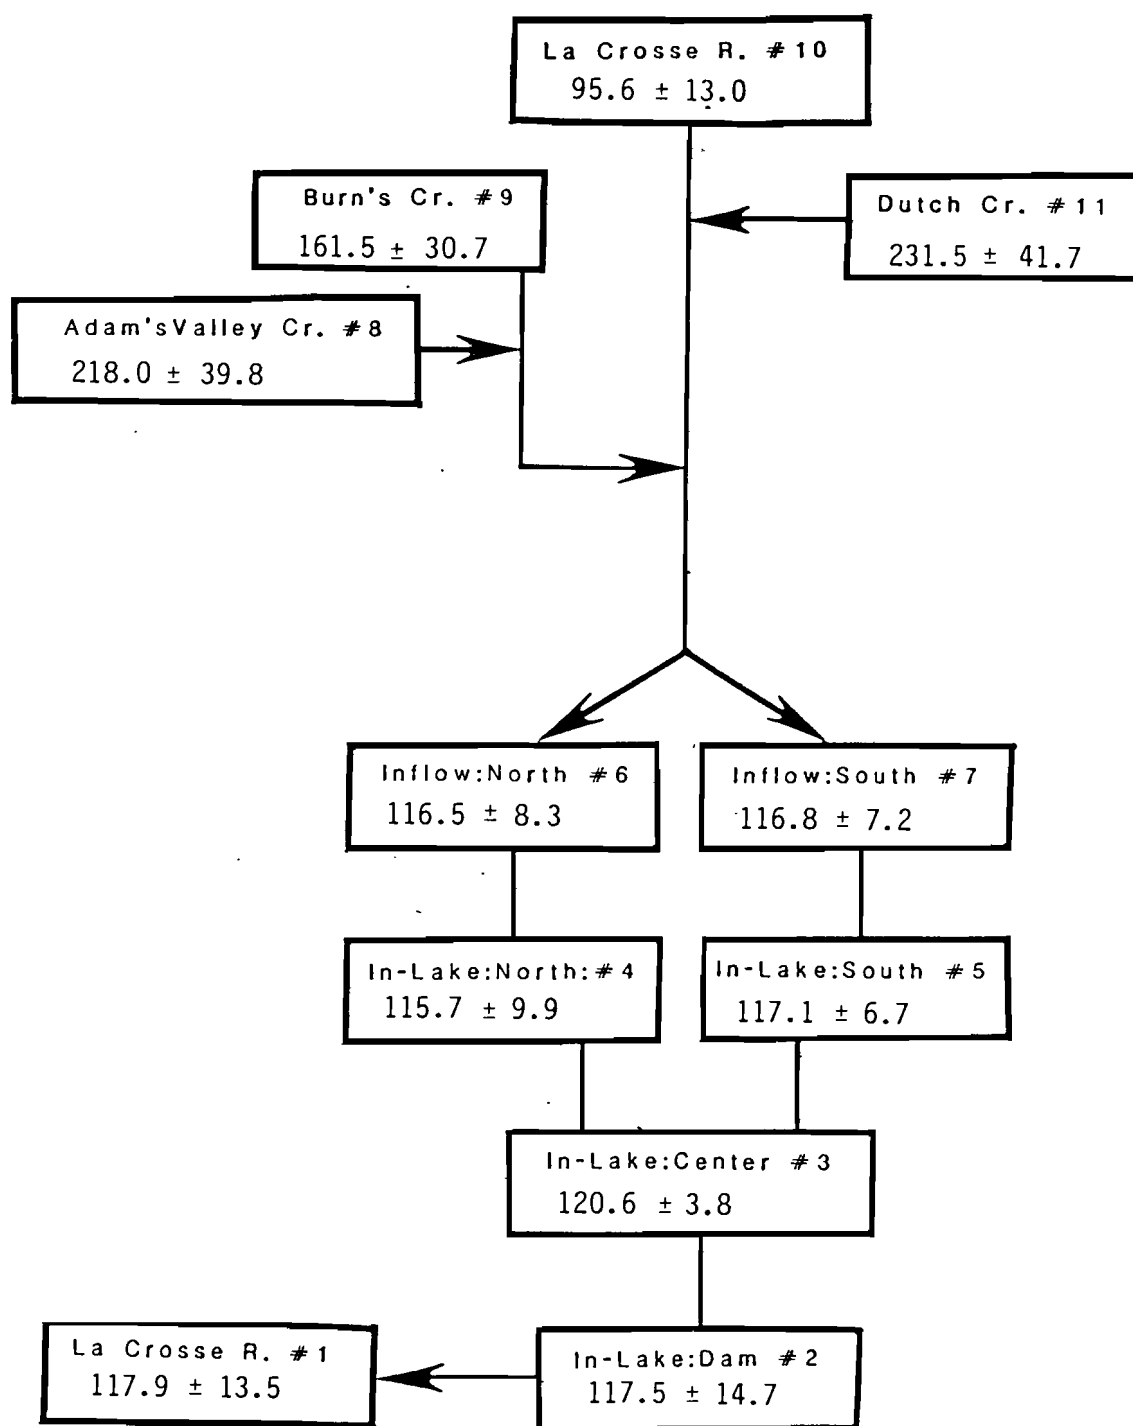 La Crosse R. #10
95.6 ± 13.0
Burn's Cr. #9
161.5 ± 30.7
Dutch Cr. #11
231.5 ± 41.7
Adam'sValley Cr. #8
218.0 ± 39.8
Inflow:North #6
116.5 ± 8.3
Inflow:South #7
116.8 ± 7.2
In-Lake:North:#4
115.7 ± 9.9
In-Lake:South #5
117.1 ± 6.7
In-Lake:Center #3
120.6 ± 3.8
La Crosse R. #1
117.9 ± 13.5
In-Lake:Dam #2
117.5 ± 14.7